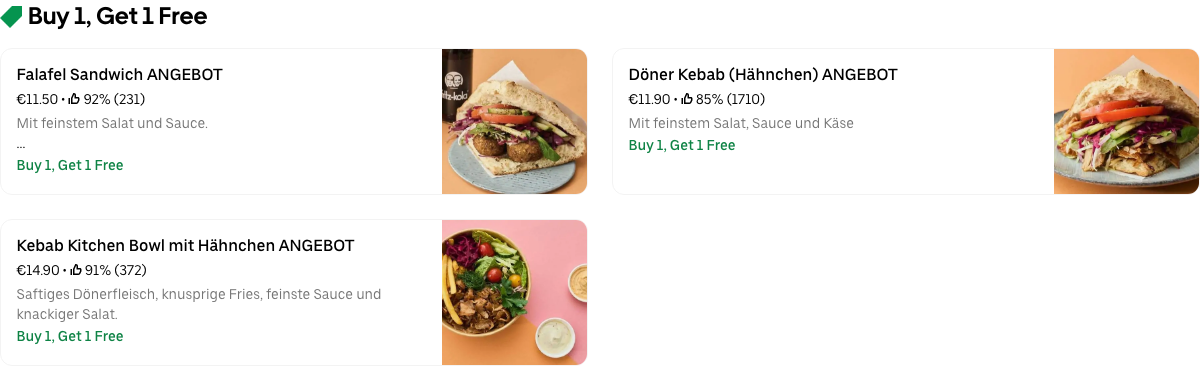 Buy 1, Get 1 Free
Falafel Sandwich ANGEBOT
€11.50 • 92% (231)
Mit feinstem Salat und Sauce.
...
Buy 1, Get 1 Free
Döner Kebab (Hähnchen) ANGEBOT
€11.90 • 85% (1710)
Mit feinstem Salat, Sauce und Käse
Buy 1, Get 1 Free
Kebab Kitchen Bowl mit Hähnchen ANGEBOT
€14.90 • 91% (372)
Saftiges Dönerfleisch, knusprige Fries, feinste Sauce und
knackiger Salat.
Buy 1, Get 1 Free